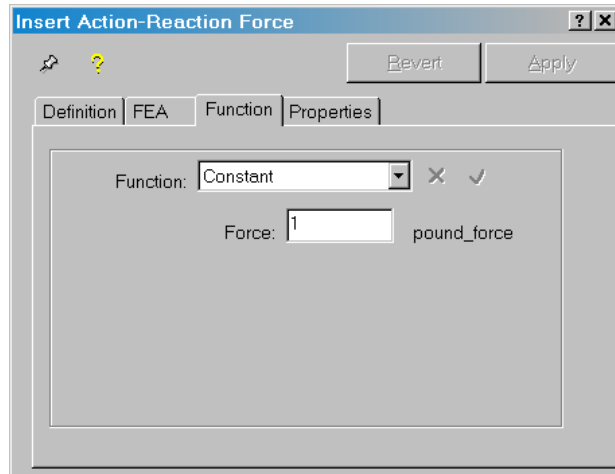 Insert Action-Reaction Force
Revert Apply
Definition FEA Function Properties
Function: Constant
Force: 1 pound_force